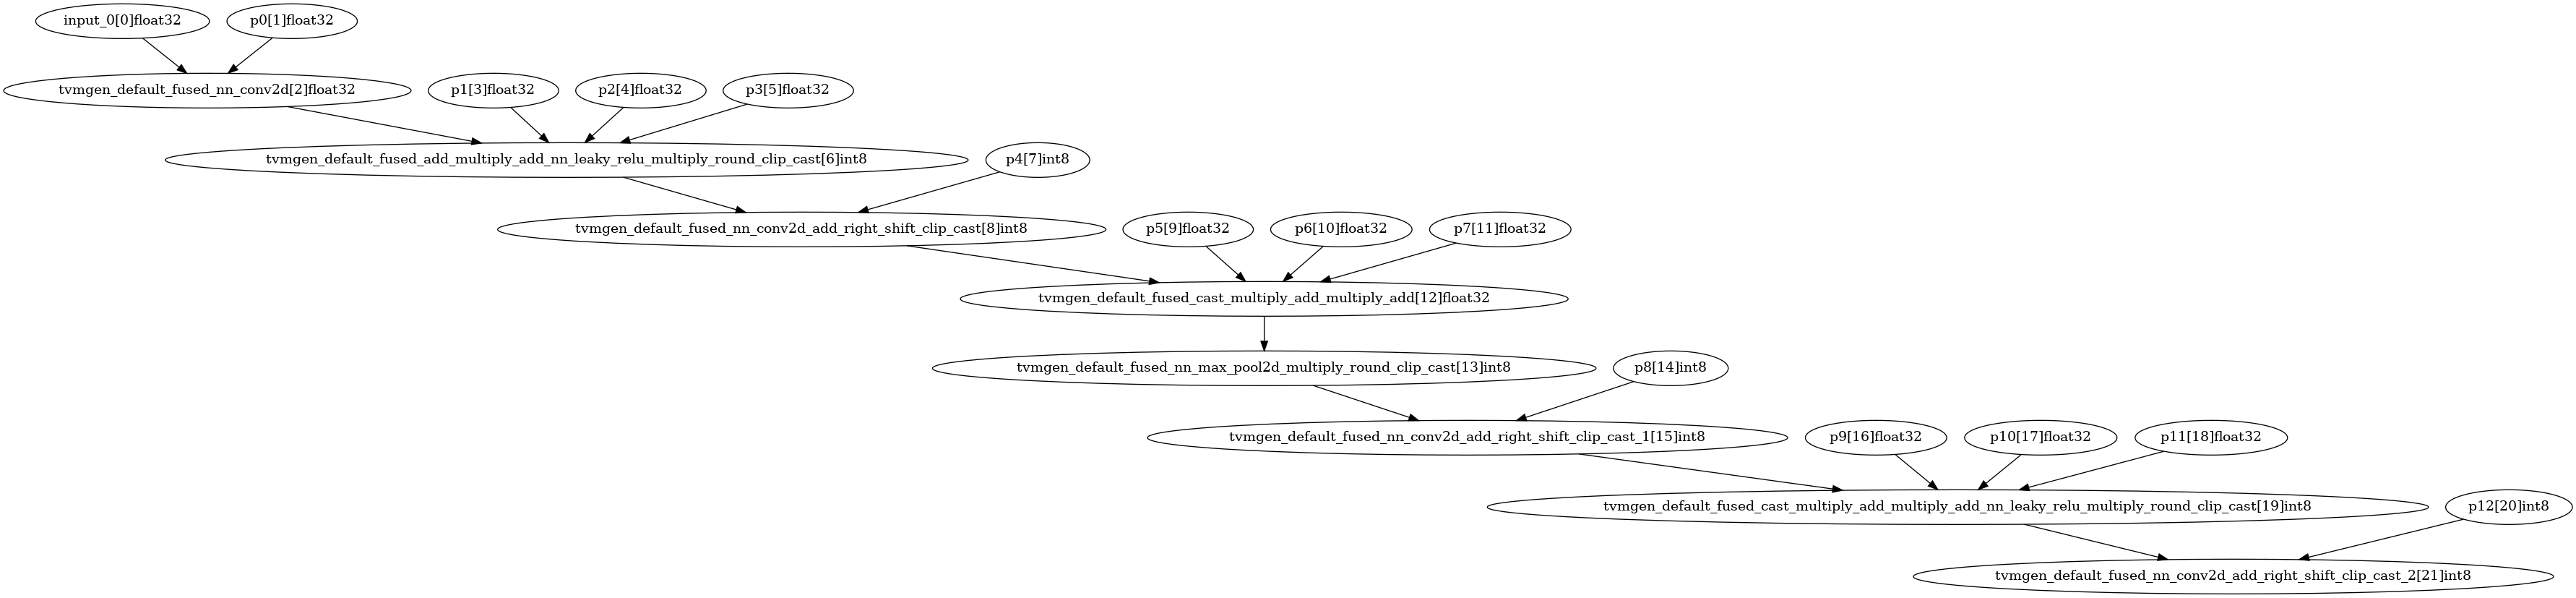 input_0[0]float32
p0[1]float32
tvmgen_default_fused_nn_conv2d[2]float32
p1[3]float32
p2[4]float32
p3[5]float32
tvmgen_default_fused_add_multiply_add_nn_leaky_relu_multiply_round_clip_cast[6]int8
p4[7]int8
tvmgen_default_fused_nn_conv2d_add_right_shift_clip_cast[8]int8
p5[9]float32
p6[10]float32
p7[11]float32
tvmgen_default_fused_cast_multiply_add_multiply_add[12]float32
tvmgen_default_fused_nn_max_pool2d_multiply_round_clip_cast[13]int8
p8[14]int8
tvmgen_default_fused_nn_conv2d_add_right_shift_clip_cast_1[15]int8
p9[16]float32
p10[17]float32
p11[18]float32
tvmgen_default_fused_cast_multiply_add_multiply_add_nn_leaky_relu_multiply_round_clip_cast[19]int8
p12[20]int8
tvmgen_default_fused_nn_conv2d_add_right_shift_clip_cast_2[21]int8